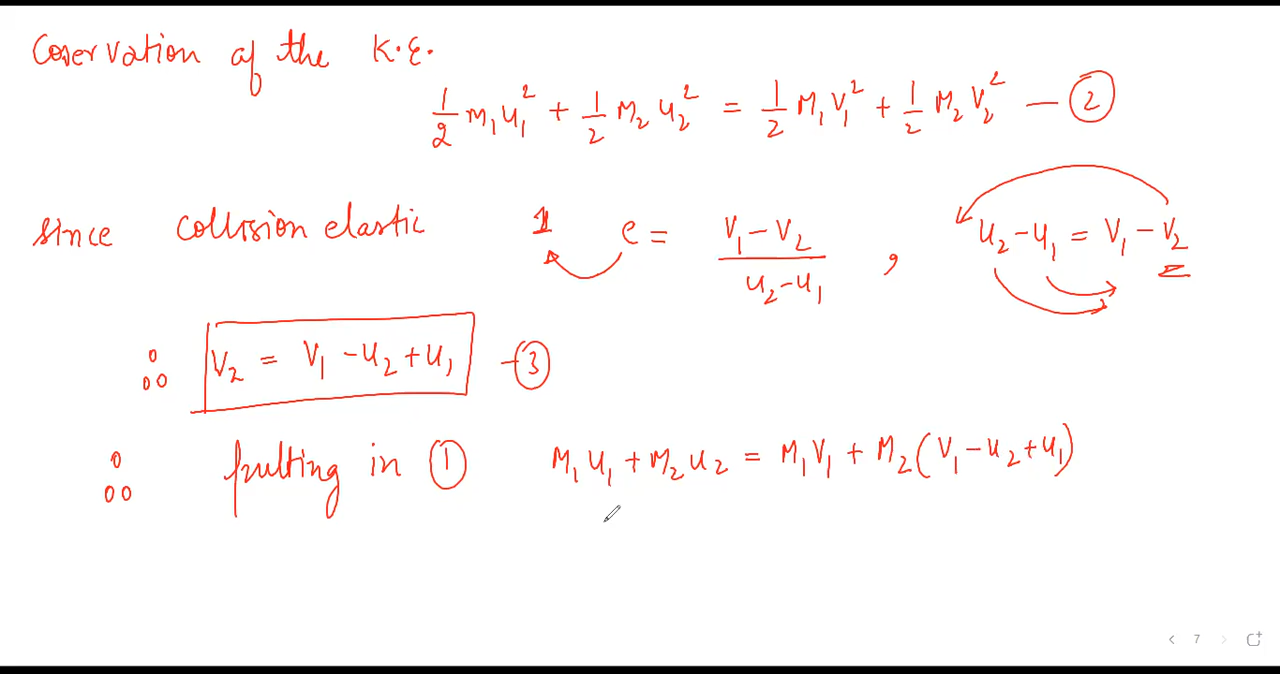 Coservation of the K.E.
1/2 M₁U₁² + 1/2 M₂U₂² = 1/2 M₁V₁² + 1/2 M₂V₂² — ②
since collision elastic 1 e = (V₁ − V₂)/(U₂ − U₁) , U₂ − U₁ = V₁ − V₂
∴ V₂ = V₁ − U₂ + U₁ — ③
∴ putting in ① M₁U₁ + M₂U₂ = M₁V₁ + M₂(V₁ − U₂ + U₁)
< 7 >